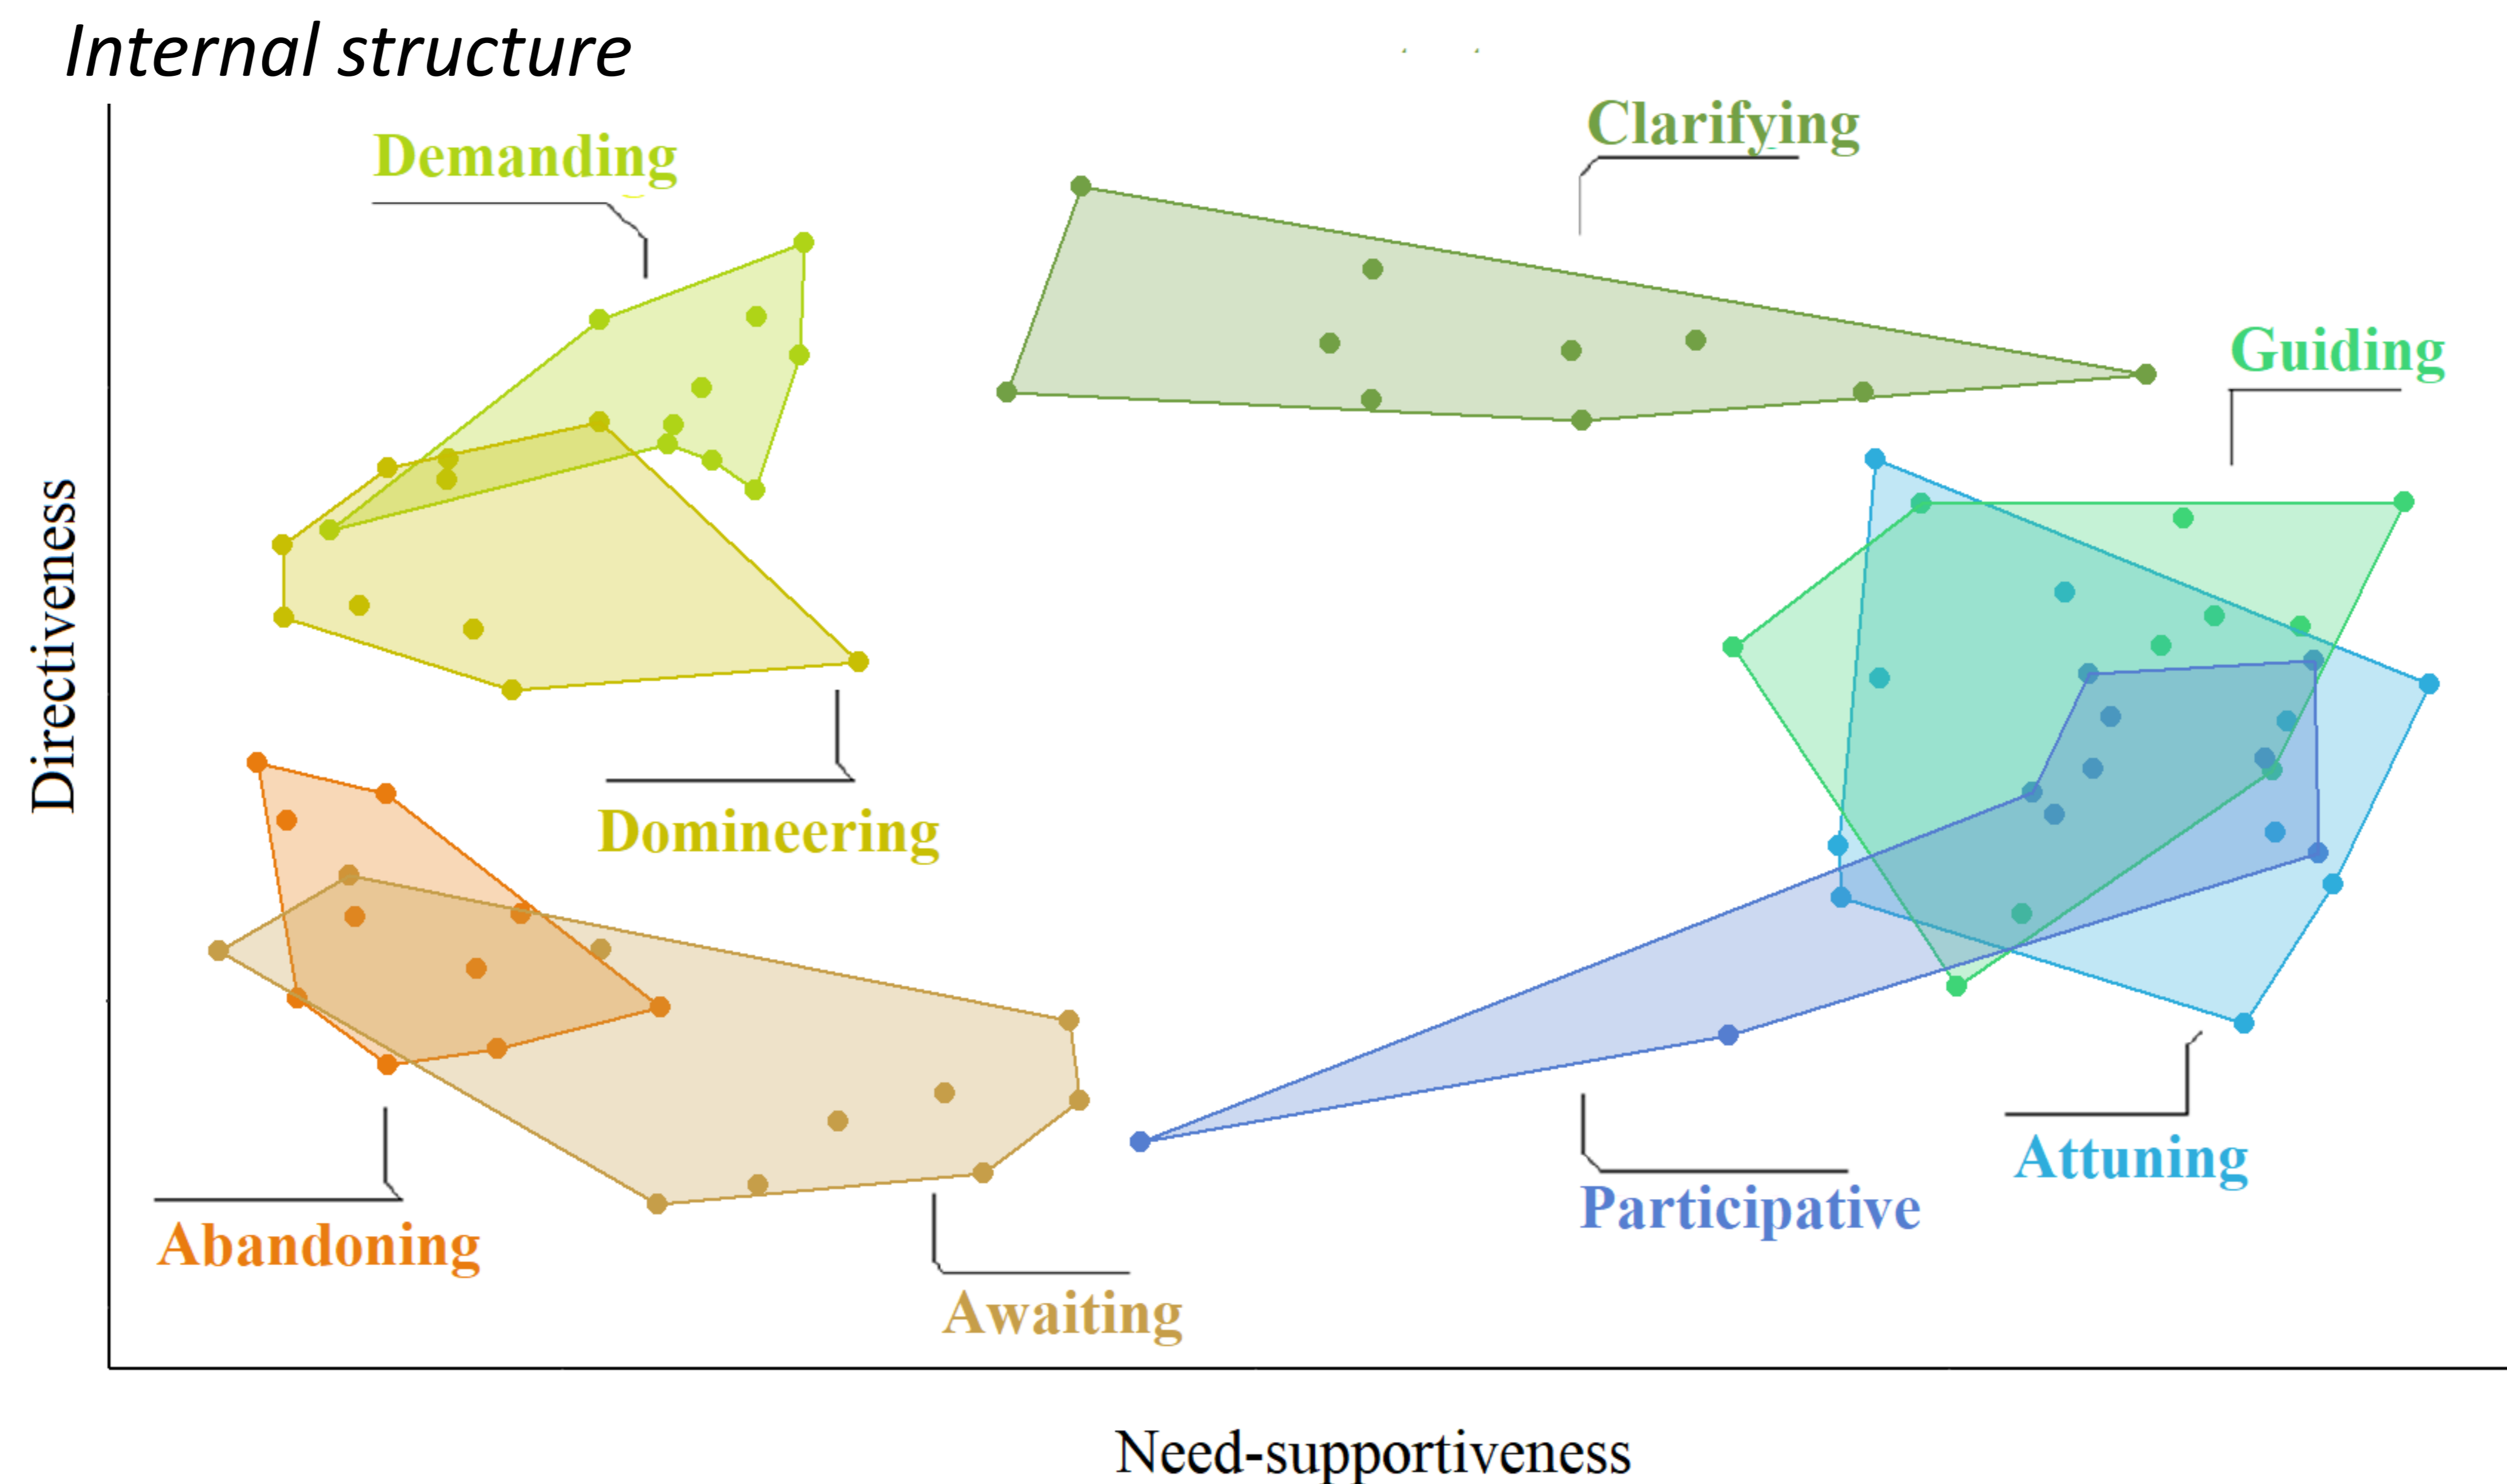 Internal structure
Clarifying
Demanding
Guiding
Directiveness
Domineering
Attuning
Participative
Abandoning
Awaiting
Need-supportiveness